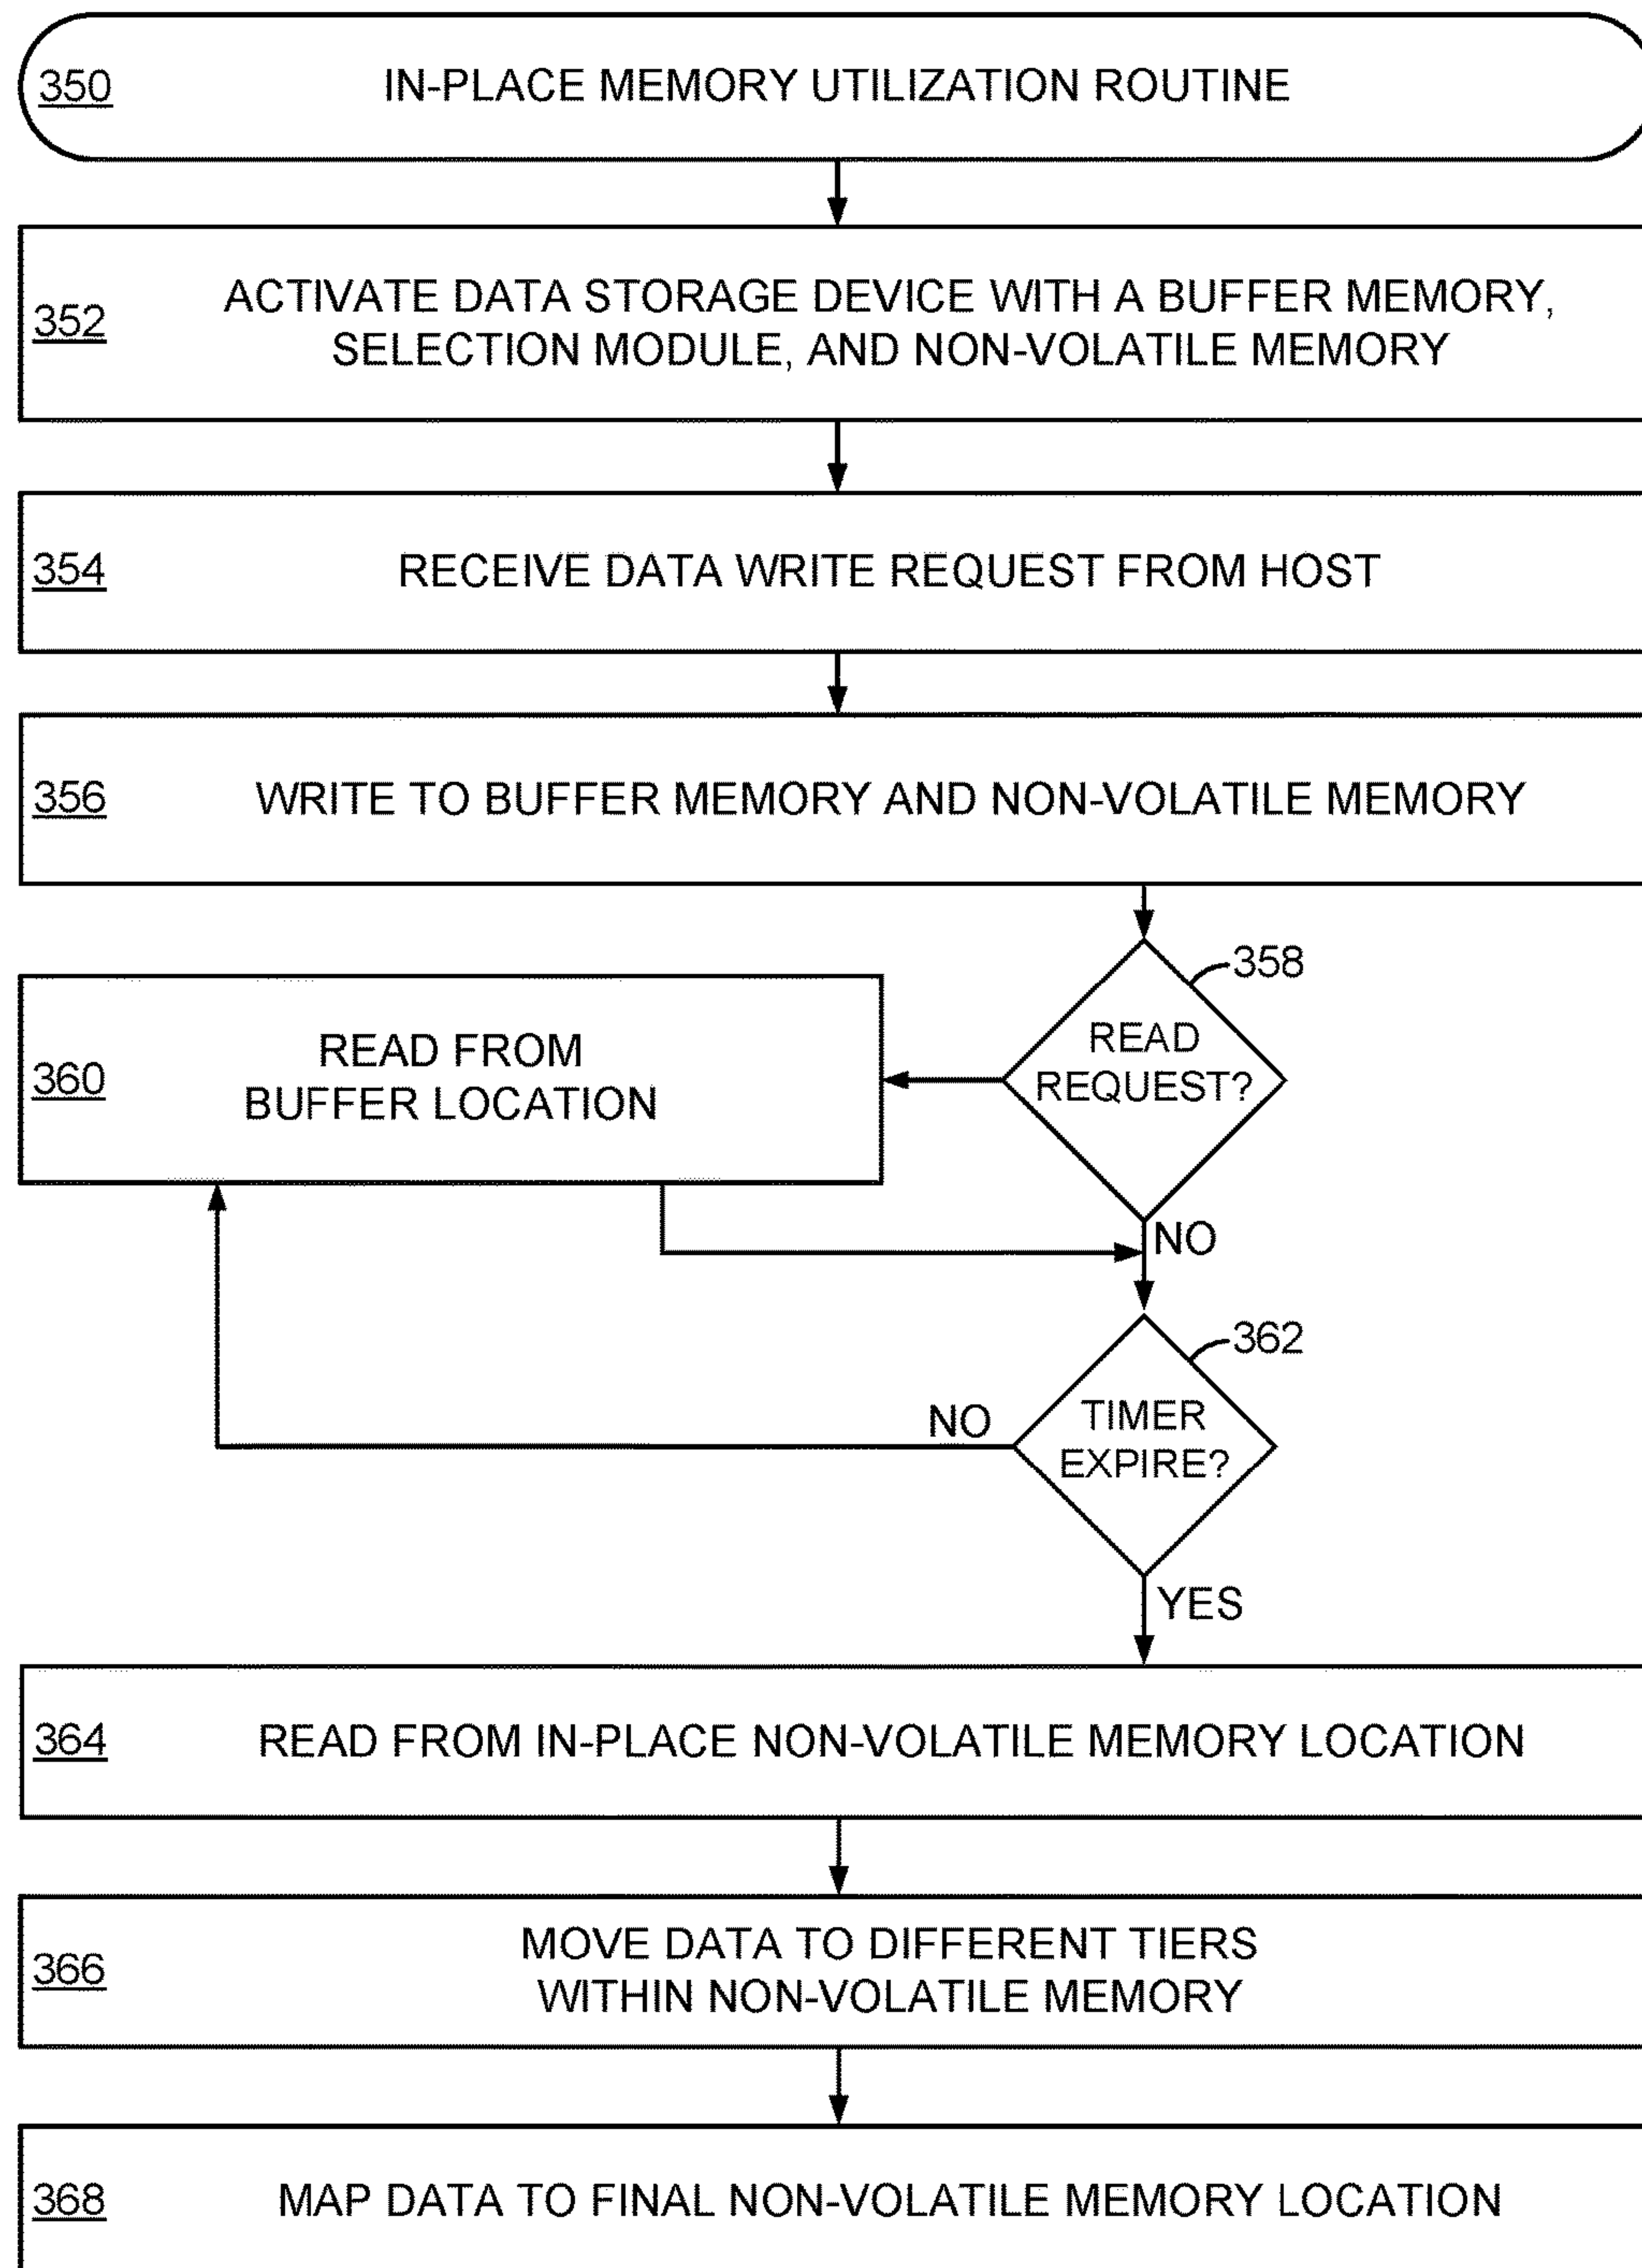 350 IN-PLACE MEMORY UTILIZATION ROUTINE
352 ACTIVATE DATA STORAGE DEVICE WITH A BUFFER MEMORY,
SELECTION MODULE, AND NON-VOLATILE MEMORY
354 RECEIVE DATA WRITE REQUEST FROM HOST
356 WRITE TO BUFFER MEMORY AND NON-VOLATILE MEMORY
358
READ
REQUEST?
360 READ FROM
BUFFER LOCATION
NO
362
TIMER
EXPIRE?
NO
YES
364 READ FROM IN-PLACE NON-VOLATILE MEMORY LOCATION
366 MOVE DATA TO DIFFERENT TIERS
WITHIN NON-VOLATILE MEMORY
368 MAP DATA TO FINAL NON-VOLATILE MEMORY LOCATION